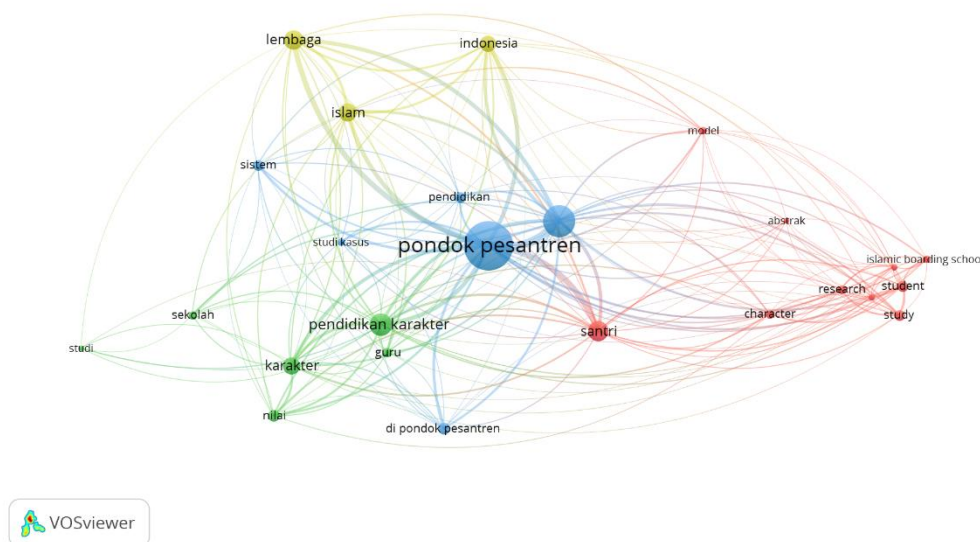 lembaga
indonesia
islam
model
sistem
pendidikan
abstrak
studi kasus
pondok pesantren
islamic boarding school
research
student
sekolah
pendidikan karakter
santri
character
study
studi
guru
karakter
nilai
di pondok pesantren
VOSviewer